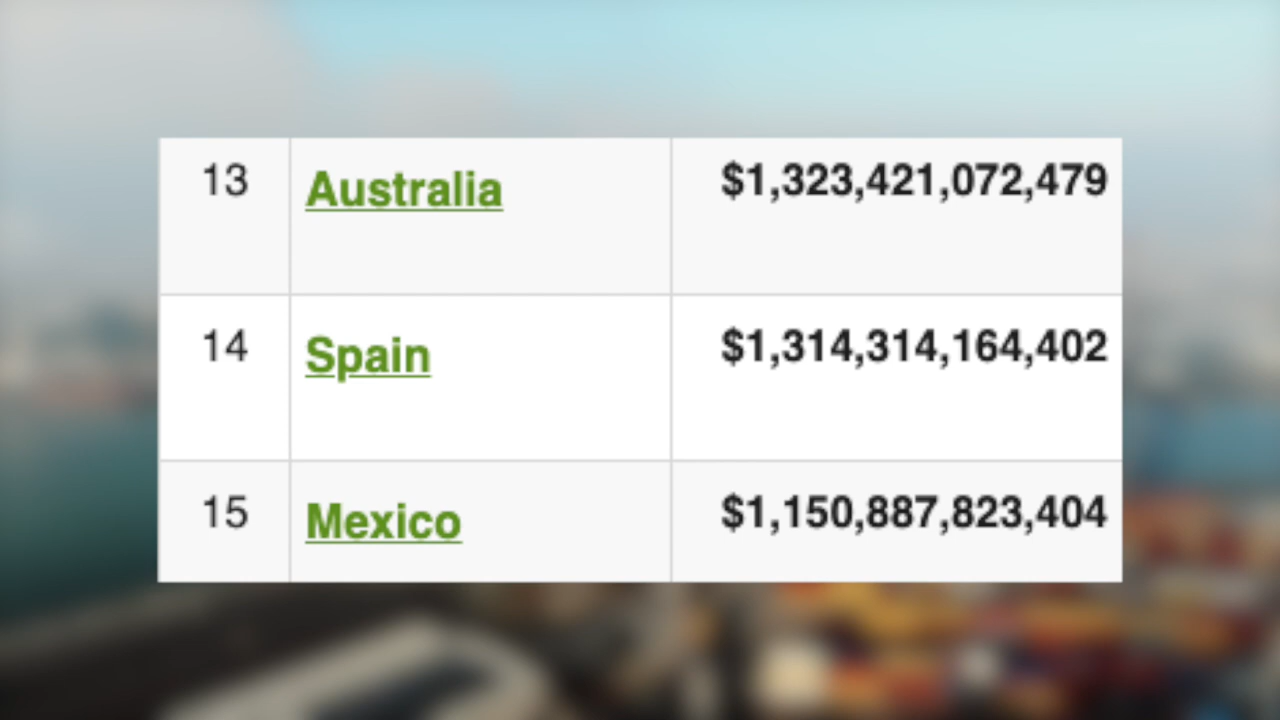 13 Australia $1,323,421,072,479
14 Spain $1,314,314,164,402
15 Mexico $1,150,887,823,404